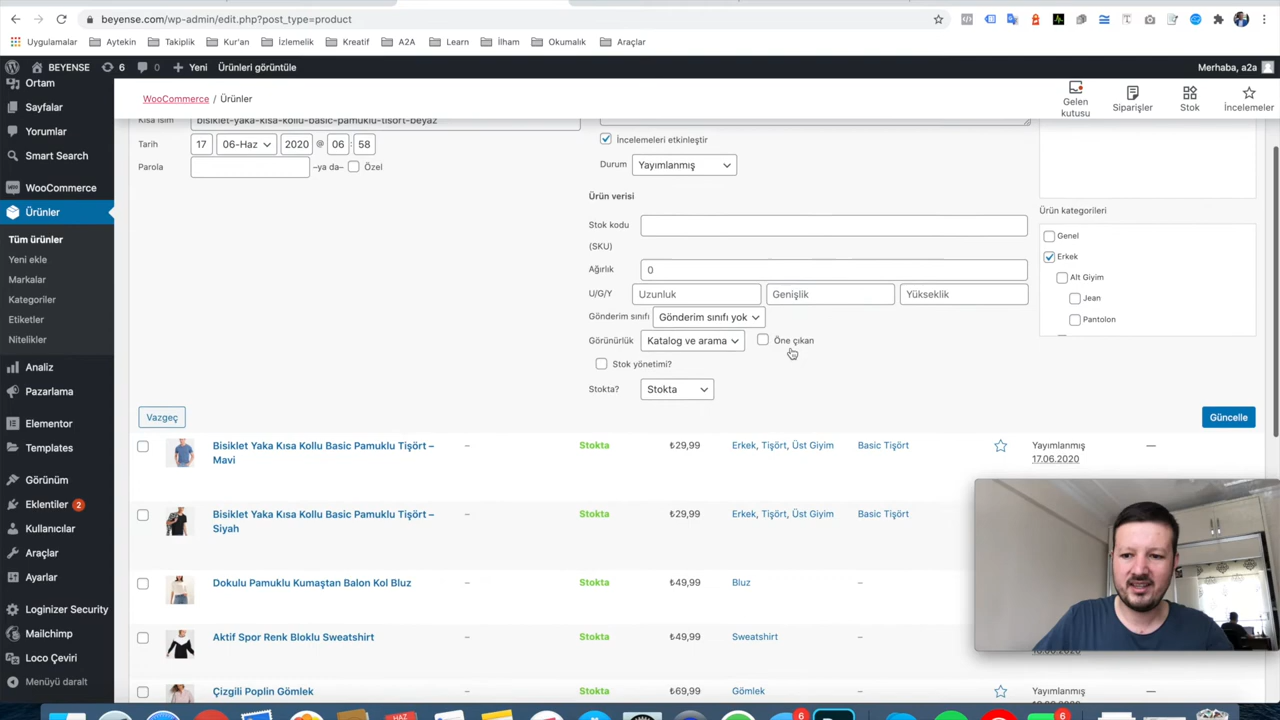 beyense.com/wp-admin/edit.php?post_type=product
Uygulamalar Aytekin Takiplik Kur'an İzlemelik Kreatif A2A Learn İlham Okumalık Araçlar
BEYENSE 6 0 Yeni Ürünleri görüntüle Merhaba, a2a
Ortam
Sayfalar
Yorumlar
Smart Search
WooCommerce
Ürünler
Tüm ürünler
Yeni ekle
Markalar
Kategoriler
Etiketler
Nitelikler
Analiz
Pazarlama
Elementor
Templates
Görünüm
Eklentiler 2
Kullanıcılar
Araçlar
Ayarlar
Loginizer Security
Mailchimp
Loco Çeviri
Menüyü daralt
WooCommerce / Ürünler
Gelen kutusu
Siparişler
Stok
İncelemeler
Kısa isim bisiklet-yaka-kisa-kollu-basic-pamuklu-tisort-beyaz
Tarih 17 06-Haz 2020 @ 06 : 58
Parola –ya da– Özel
İncelemeleri etkinleştir
Durum Yayımlanmış
Ürün verisi
Stok kodu
(SKU)
Ağırlık 0
U/G/Y Uzunluk Genişlik Yükseklik
Gönderim sınıfı Gönderim sınıfı yok
Görünürlük Katalog ve arama Öne çıkan
Stok yönetimi?
Stokta? Stokta
Ürün kategorileri
Genel
Erkek
Alt Giyim
Jean
Pantolon
Vazgeç Güncelle
Bisiklet Yaka Kısa Kollu Basic Pamuklu Tişört – – Stokta ₺29,99 Erkek, Tişört, Üst Giyim Basic Tişört Yayımlanmış —
Mavi 17.06.2020
Bisiklet Yaka Kısa Kollu Basic Pamuklu Tişört – – Stokta ₺29,99 Erkek, Tişört, Üst Giyim Basic Tişört
Siyah
Dokulu Pamuklu Kumaştan Balon Kol Bluz – Stokta ₺49,99 Bluz –
Aktif Spor Renk Bloklu Sweatshirt – Stokta ₺49,99 Sweatshirt –
Çizgili Poplin Gömlek – Stokta ₺69,99 Gömlek – Yayımlanmış —
HAZ 6 6